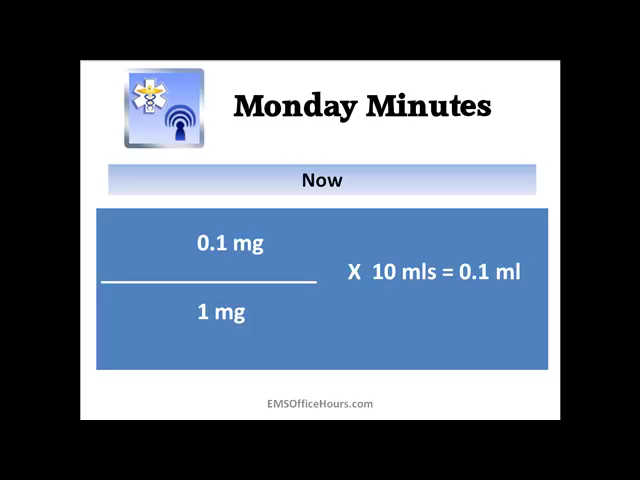 Monday Minutes
Now
0.1 mg
X 10 mls = 0.1 ml
1 mg
EMSOfficeHours.com